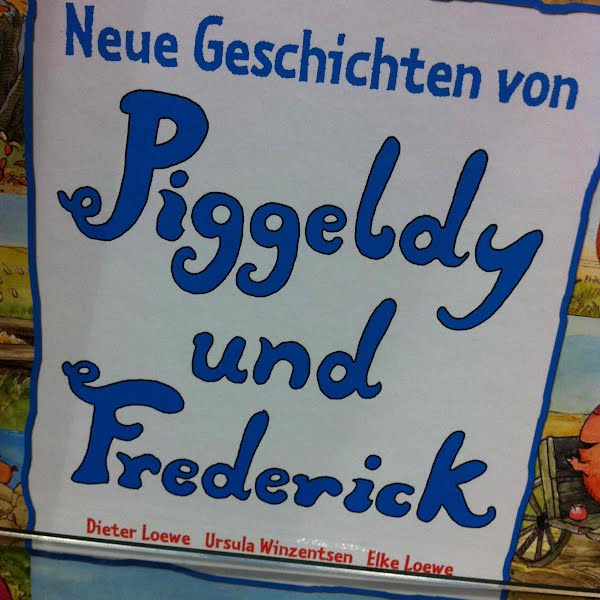 Neue Geschichten von
Piggeldy
und
Frederick
Dieter Loewe Ursula Winzentsen Elke Loewe